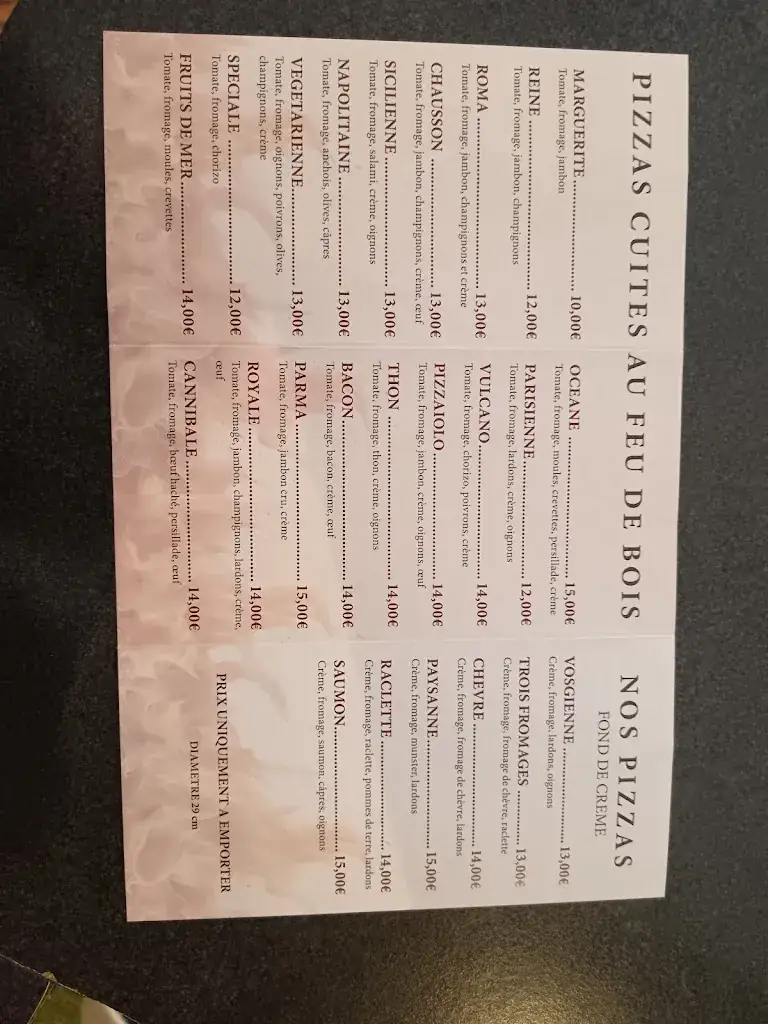 PIZZAS CUITES AU FEU DE BOIS
MARGUERITE ........................ 10,00€
Tomate, fromage, jambon
REINE ........................ 12,00€
Tomate, fromage, jambon, champignons
ROMA ........................ 13,00€
Tomate, fromage, jambon, champignons et crème
CHAUSSON ........................ 13,00€
Tomate, fromage, jambon, champignons, crème, œuf
SICILIENNE ........................ 13,00€
Tomate, fromage, salami, crème, oignons
NAPOLITAINE ........................ 13,00€
Tomate, fromage, anchois, olives, câpres
VEGETARIENNE ........................ 13,00€
Tomate, fromage, oignons, poivrons, olives,
champignons, crème
SPECIALE ........................ 12,00€
Tomate, fromage, chorizo
FRUITS DE MER ........................ 14,00€
Tomate, fromage, moules, crevettes
OCEANE ........................ 15,00€
Tomate, fromage, moules, crevettes, persillade, crème
PARISIENNE ........................ 12,00€
Tomate, fromage, lardons, crème, oignons
VULCANO ........................ 14,00€
Tomate, fromage, chorizo, poivrons, crème
PIZZAIOLO ........................ 14,00€
Tomate, fromage, jambon, crème, oignons, œuf
THON ........................ 14,00€
Tomate, fromage, thon, crème, oignons
BACON ........................ 14,00€
Tomate, fromage, bacon, crème, œuf
PARMA ........................ 15,00€
Tomate, fromage, jambon cru, crème
ROYALE ........................ 14,00€
Tomate, fromage, jambon, champignons, lardons, crème,
œuf
CANNIBALE ........................ 14,00€
Tomate, fromage, bœuf haché, persillade, œuf
NOS PIZZAS
FOND DE CREME
VOSGIENNE ........................ 13,00€
Crème, fromage, lardons, oignons
TROIS FROMAGES ........................ 13,00€
Crème, fromage, fromage de chèvre, raclette
CHEVRE ........................ 14,00€
Crème, fromage, fromage de chèvre, lardons
PAYSANNE ........................ 15,00€
Crème, fromage, munster, lardons
RACLETTE ........................ 14,00€
Crème, fromage, raclette, pommes de terre, lardons
SAUMON ........................ 15,00€
Crème, fromage, saumon, câpres, oignons
PRIX UNIQUEMENT A EMPORTER
DIAMETRE 29 cm